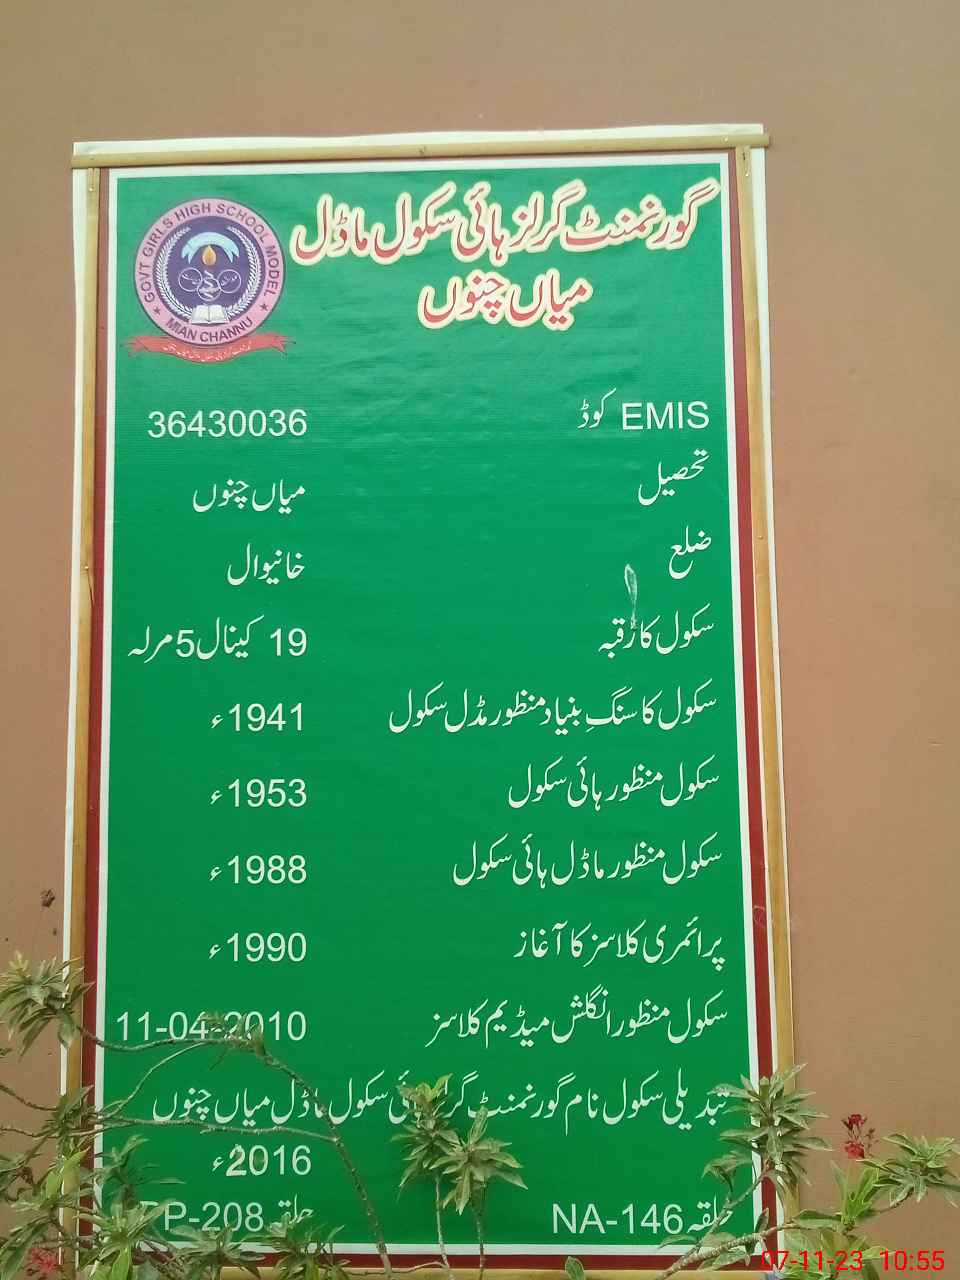 گورنمنٹ گرلز ہائی سکول ماڈل
میاں چنوں
GOVT GIRLS HIGH SCHOOL MODEL
MIAN CHANNU
EMIS کوڈ 36430036
تحصیل میاں چنوں
ضلع خانیوال
سکول کا رقبہ 19 کینال 5 مرلہ
سکول کا سنگِ بنیاد منظور مڈل سکول 1941ء
سکول منظور ہائی سکول 1953ء
سکول منظور ماڈل ہائی سکول 1988ء
پرائمری کلاسز کا آغاز 1990ء
سکول منظور انگلش میڈیم کلاسز 11-04-2010
تبدیلی سکول نام گورنمنٹ گرلز ہائی سکول ماڈل میاں چنوں
2016ء
حلقہ NA-146 حلقہ PP-208
07-11-23 10:55